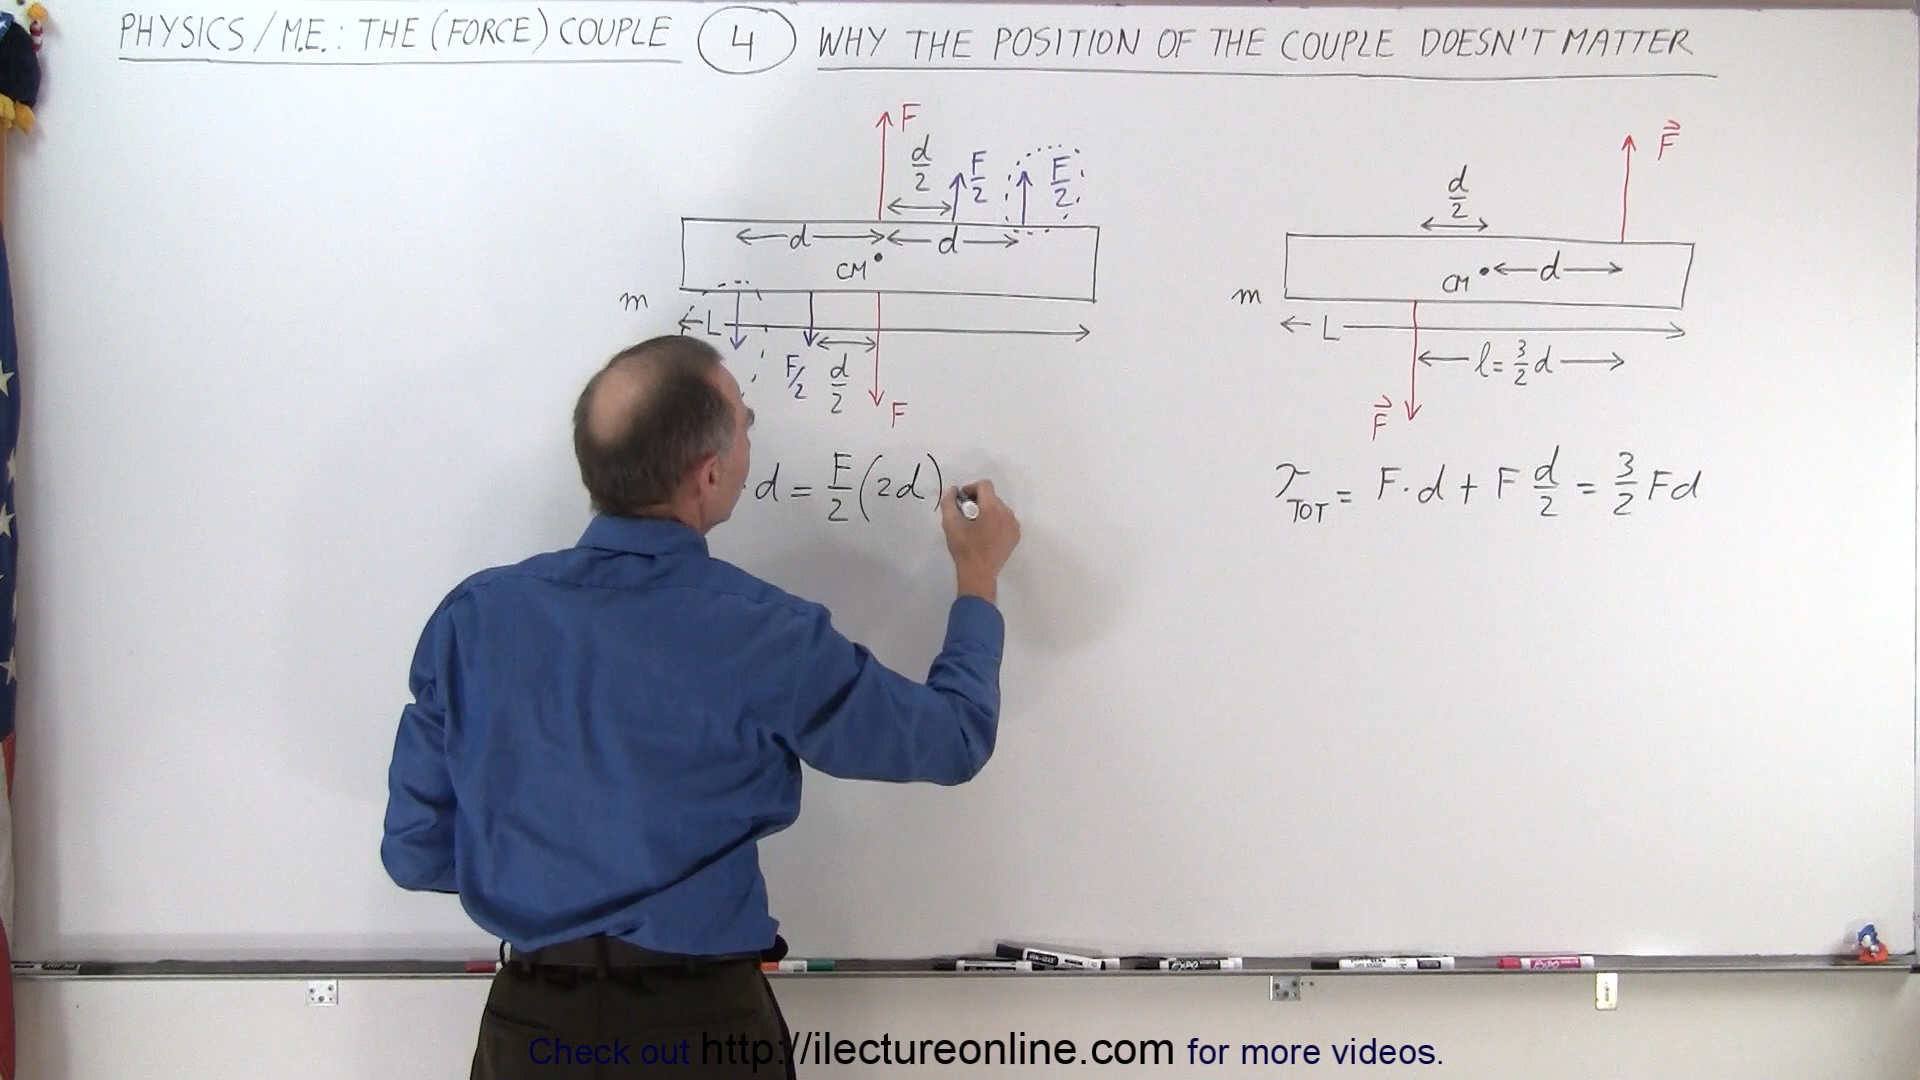 PHYSICS / M.E. : THE (FORCE) COUPLE 4 WHY THE POSITION OF THE COUPLE DOESN'T MATTER
F
d/2
F/2
F/2
d d
CM
m
L
F/2
d/2
F
· d = F/2 (2d)
F⃗
d/2
CM d
m
L
l = 3/2 d
F⃗
τ_TOT = F · d + F d/2 = 3/2 Fd
Check out http://ilectureonline.com for more videos.